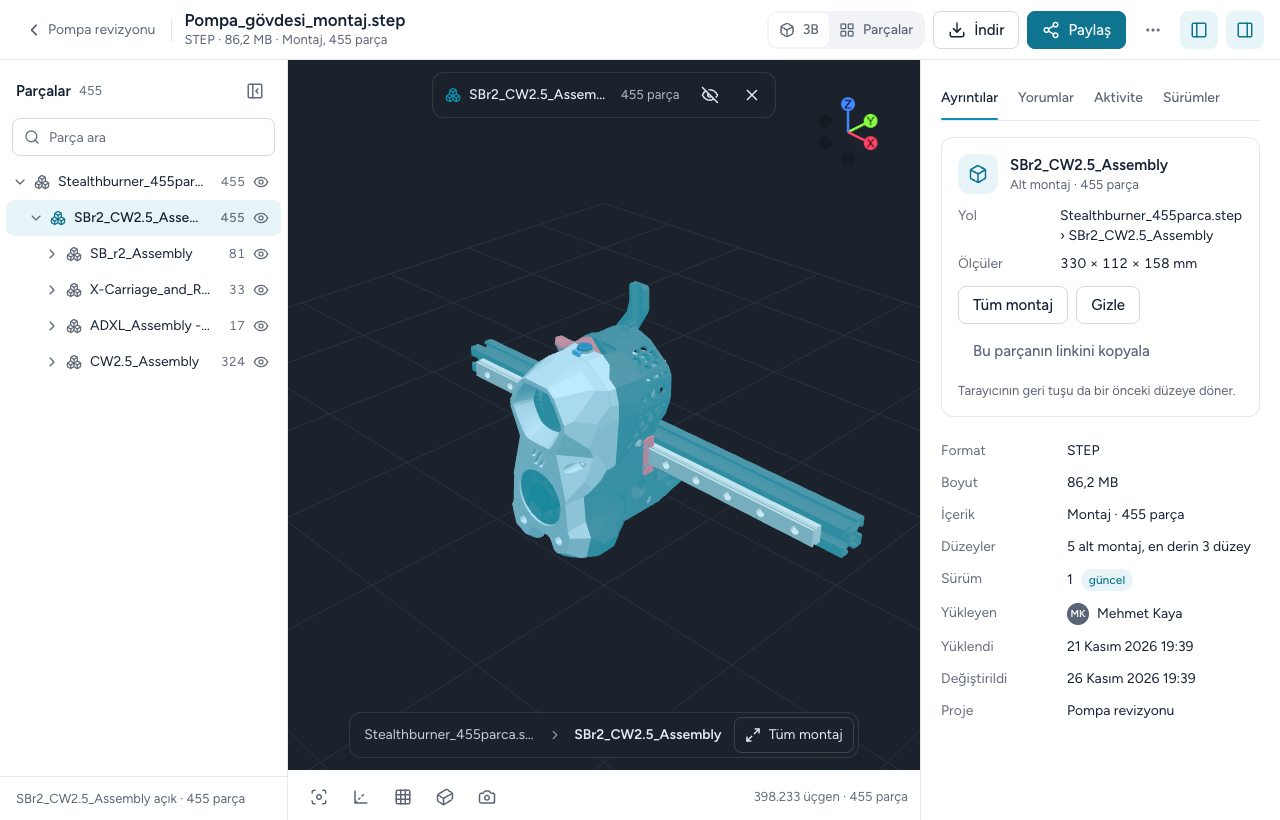 Pompa revizyonu
Pompa_gövdesi_montaj.step
STEP · 86,2 MB · Montaj, 455 parça
3B
Parçalar
İndir
Paylaş
Parçalar 455
Parça ara
Stealthburner_455par... 455
SBr2_CW2.5_Asse... 455
SB_r2_Assembly 81
X-Carriage_and_R... 33
ADXL_Assembly -... 17
CW2.5_Assembly 324
SBr2_CW2.5_Assembly açık · 455 parça
SBr2_CW2.5_Assem... 455 parça
Z
Y
X
Stealthburner_455parca.s... SBr2_CW2.5_Assembly Tüm montaj
398.233 üçgen · 455 parça
Ayrıntılar Yorumlar Aktivite Sürümler
SBr2_CW2.5_Assembly
Alt montaj · 455 parça
Yol Stealthburner_455parca.step
› SBr2_CW2.5_Assembly
Ölçüler 330 × 112 × 158 mm
Tüm montaj Gizle
Bu parçanın linkini kopyala
Tarayıcının geri tuşu da bir önceki düzeye döner.
Format STEP
Boyut 86,2 MB
İçerik Montaj · 455 parça
Düzeyler 5 alt montaj, en derin 3 düzey
Sürüm 1 güncel
Yükleyen MK Mehmet Kaya
Yüklendi 21 Kasım 2026 19:39
Değiştirildi 26 Kasım 2026 19:39
Proje Pompa revizyonu